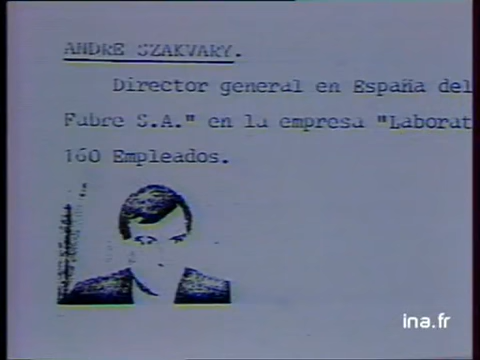 ANDRE SZAKVARY.
Director general en España del
Fabre S.A." en la empresa "Laborat
160 Empleados.
ina.fr